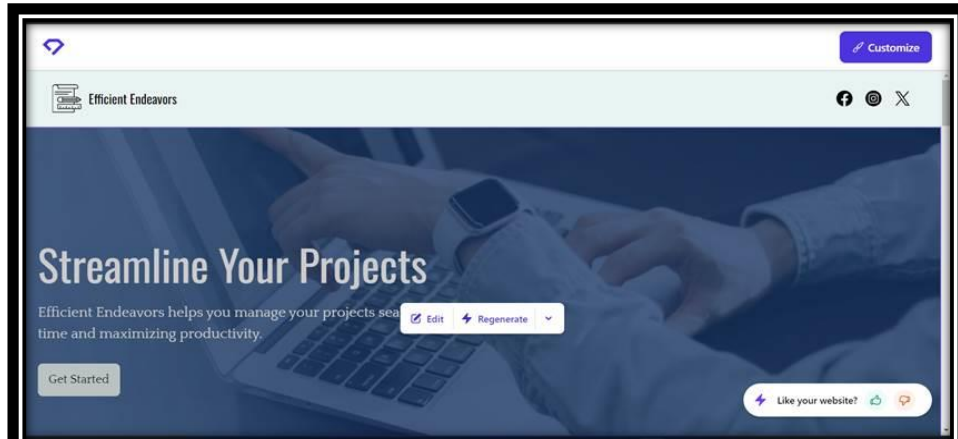 Customize
Efficient Endeavors
Streamline Your Projects
Efficient Endeavors helps you manage your projects sea
time and maximizing productivity.
Edit Regenerate
Get Started
Like your website?